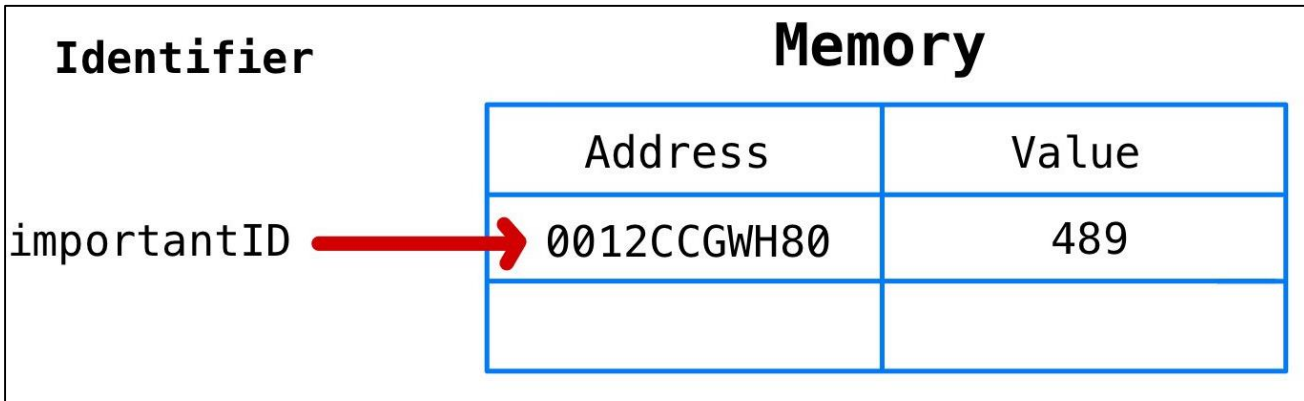 Identifier
Memory
Address Value
importantID 0012CCGWH80 489